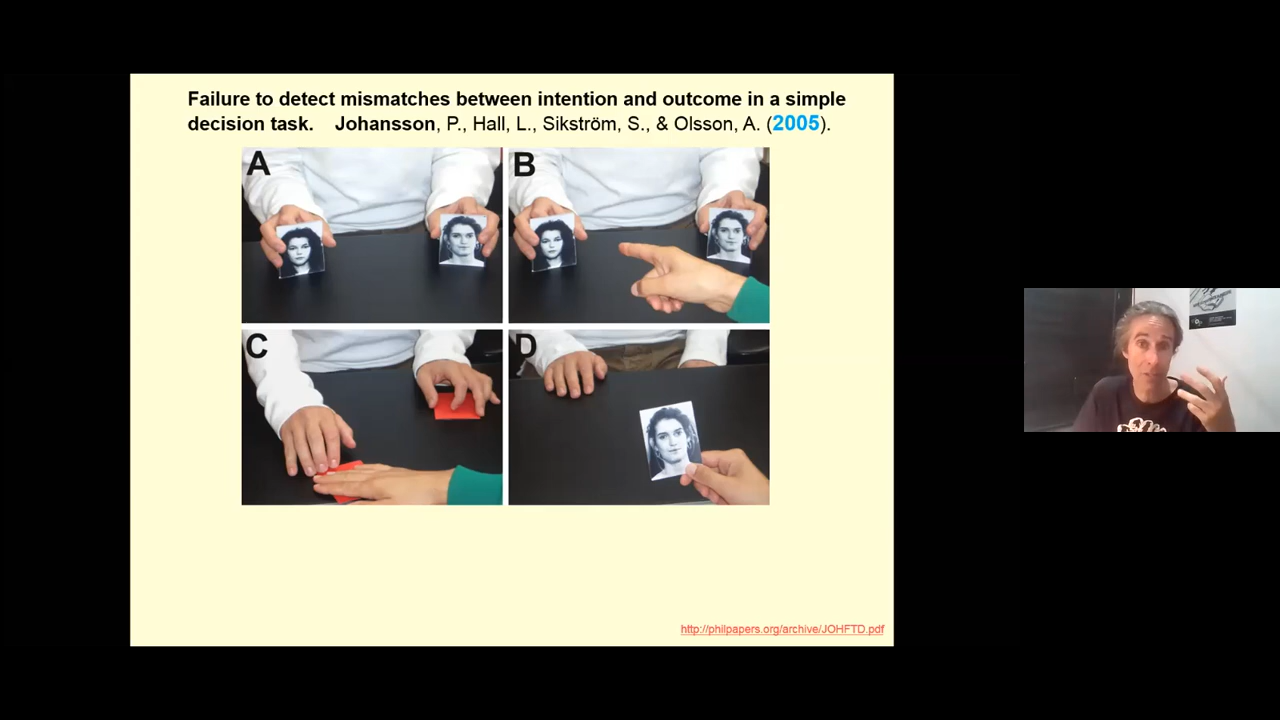 Failure to detect mismatches between intention and outcome in a simple
decision task. Johansson, P., Hall, L., Sikström, S., & Olsson, A. (2005).
A
B
C
D
http://philpapers.org/archive/JOHFTD.pdf